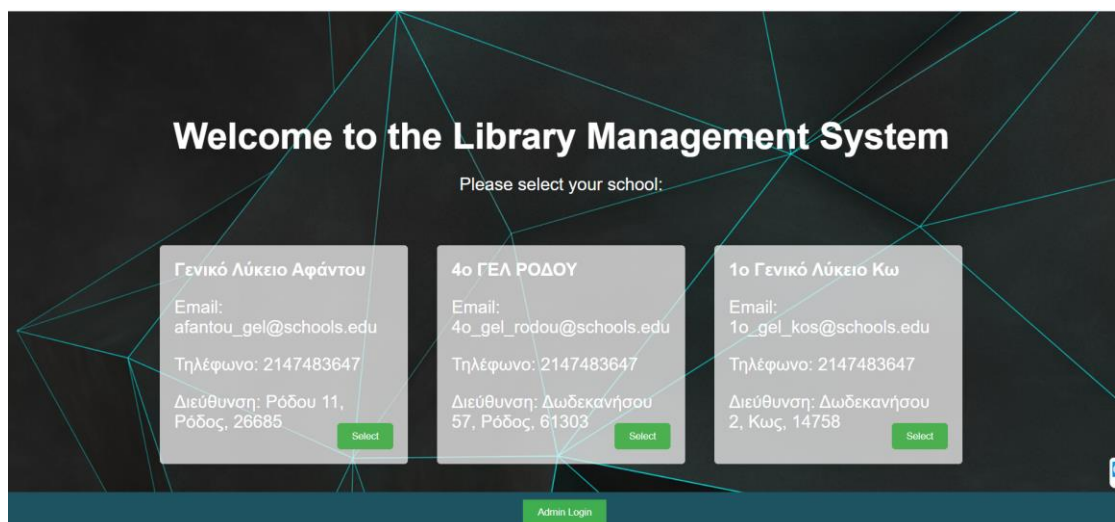 Welcome to the Library Management System
Please select your school:
Γενικό Λύκειο Αφάντου
Email:
afantou_gel@schools.edu
Τηλέφωνο: 2147483647
Διεύθυνση: Ρόδου 11,
Ρόδος, 26685
Select
4ο ΓΕΛ ΡΟΔΟΥ
Email:
4o_gel_rodou@schools.edu
Τηλέφωνο: 2147483647
Διεύθυνση: Δωδεκανήσου
57, Ρόδος, 61303
Select
1ο Γενικό Λύκειο Κω
Email:
1o_gel_kos@schools.edu
Τηλέφωνο: 2147483647
Διεύθυνση: Δωδεκανήσου
2, Κως, 14758
Select
Admin Login